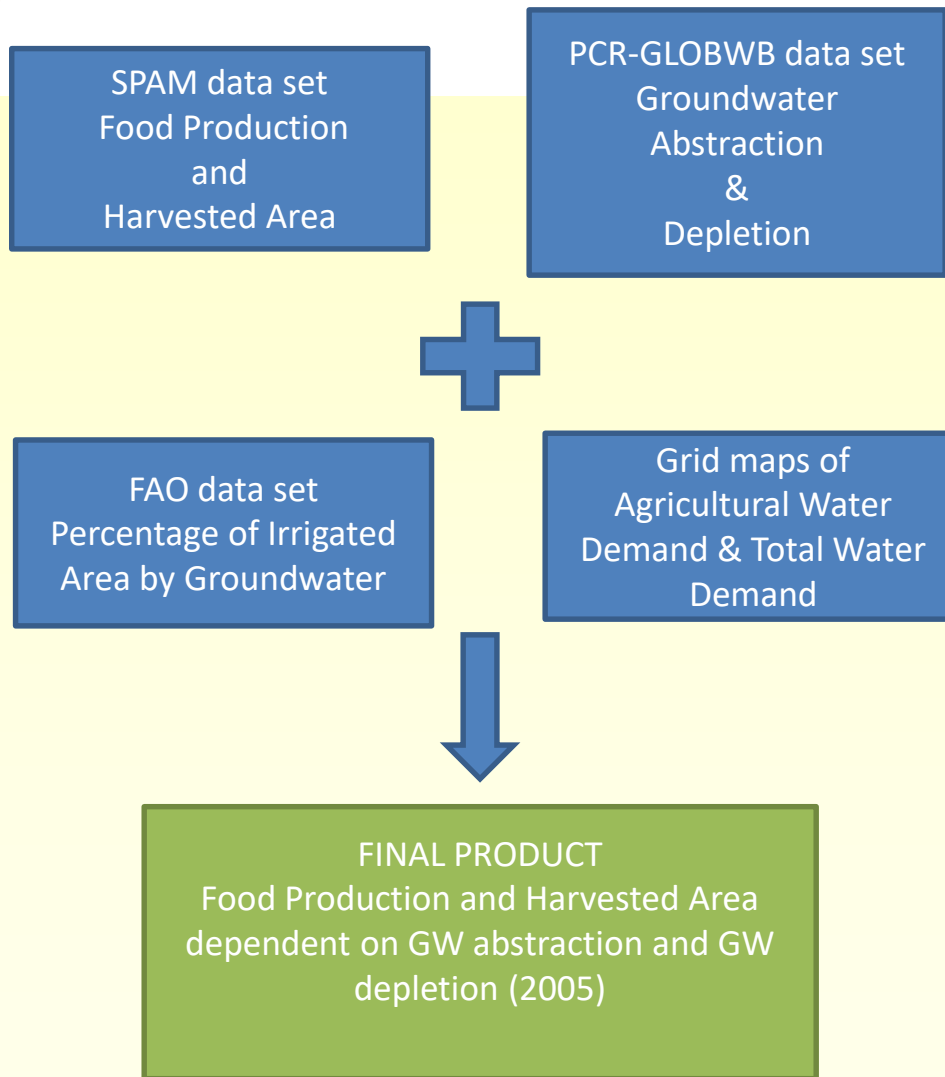 SPAM data set
Food Production
and
Harvested Area
PCR-GLOBWB data set
Groundwater
Abstraction
&
Depletion
FAO data set
Percentage of Irrigated
Area by Groundwater
Grid maps of
Agricultural Water
Demand & Total Water
Demand
FINAL PRODUCT
Food Production and Harvested Area
dependent on GW abstraction and GW
depletion (2005)